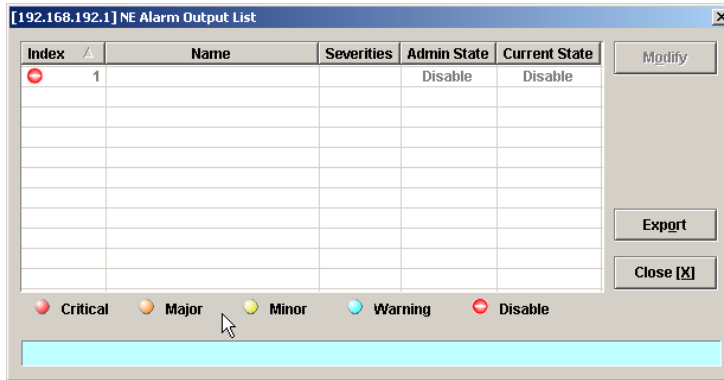 [192.168.192.1] NE Alarm Output List
Index Name Severities Admin State Current State
1 Disable Disable
Modify
Export
Close [X]
Critical Major Minor Warning Disable